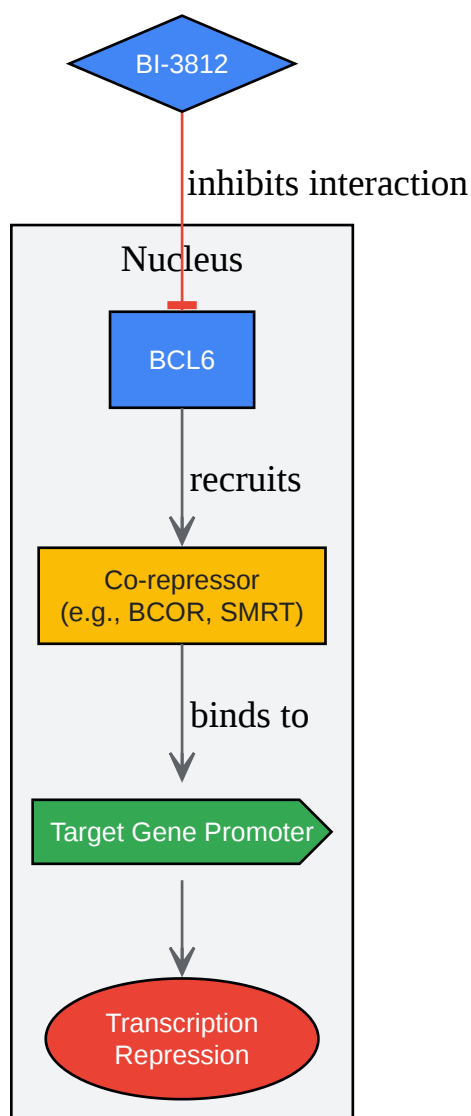 BI-3812
inhibits interaction
Nucleus
BCL6
recruits
Co-repressor
(e.g., BCOR, SMRT)
binds to
Target Gene Promoter
Transcription
Repression